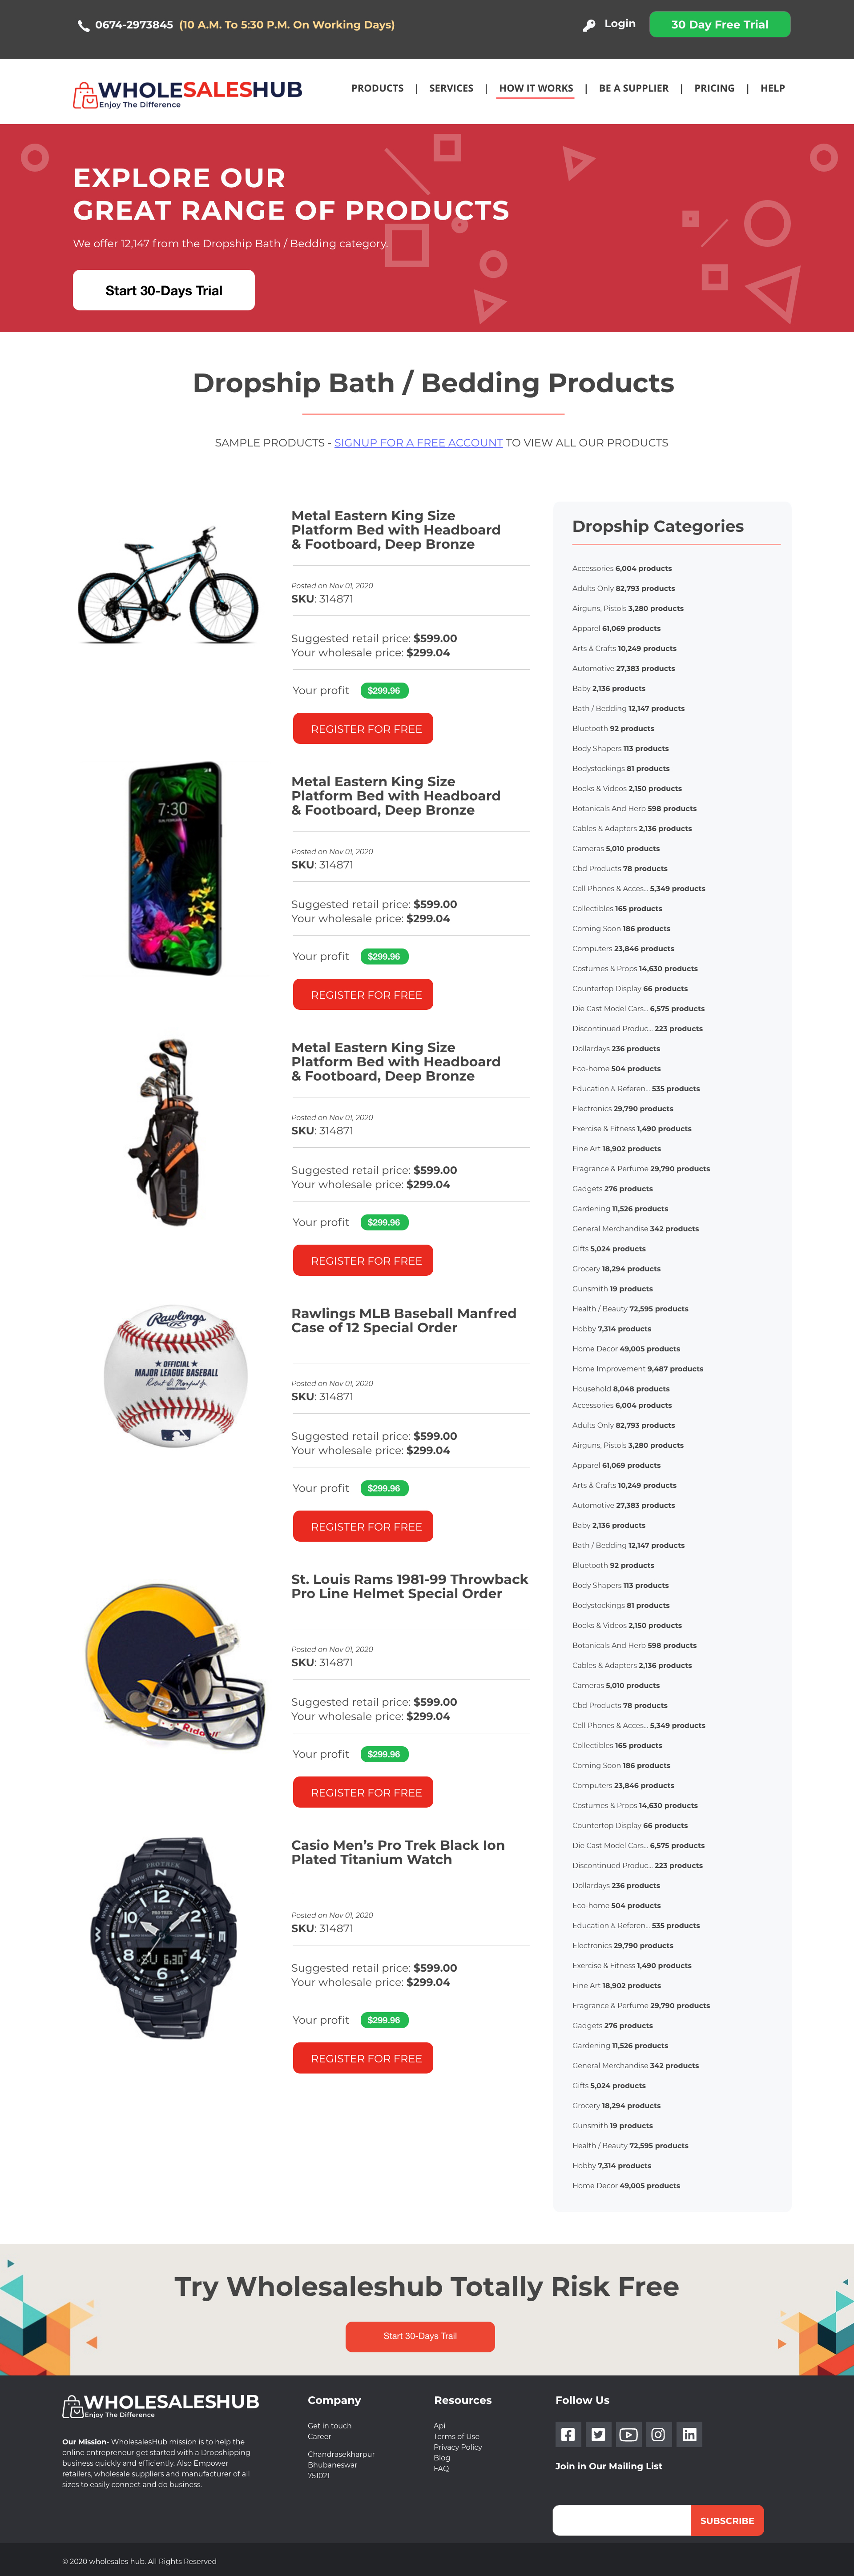 0674-2973845 (10 A.M. To 5:30 P.M. On Working Days)
Login
30 Day Free Trial
WHOLESALESHUB
Enjoy The Difference
PRODUCTS | SERVICES | HOW IT WORKS | BE A SUPPLIER | PRICING | HELP
EXPLORE OUR
GREAT RANGE OF PRODUCTS
We offer 12,147 from the Dropship Bath / Bedding category.
Start 30-Days Trial
Dropship Bath / Bedding Products
SAMPLE PRODUCTS - SIGNUP FOR A FREE ACCOUNT TO VIEW ALL OUR PRODUCTS
Metal Eastern King Size
Platform Bed with Headboard
& Footboard, Deep Bronze
Posted on Nov 01, 2020
SKU: 314871
Suggested retail price: $599.00
Your wholesale price: $299.04
Your profit $299.96
REGISTER FOR FREE
7:30
Metal Eastern King Size
Platform Bed with Headboard
& Footboard, Deep Bronze
Posted on Nov 01, 2020
SKU: 314871
Suggested retail price: $599.00
Your wholesale price: $299.04
Your profit $299.96
REGISTER FOR FREE
cobra
Metal Eastern King Size
Platform Bed with Headboard
& Footboard, Deep Bronze
Posted on Nov 01, 2020
SKU: 314871
Suggested retail price: $599.00
Your wholesale price: $299.04
Your profit $299.96
REGISTER FOR FREE
Rawlings
OFFICIAL
MAJOR LEAGUE BASEBALL
Rawlings MLB Baseball Manfred
Case of 12 Special Order
Posted on Nov 01, 2020
SKU: 314871
Suggested retail price: $599.00
Your wholesale price: $299.04
Your profit $299.96
REGISTER FOR FREE
Riddell
St. Louis Rams 1981-99 Throwback
Pro Line Helmet Special Order
Posted on Nov 01, 2020
SKU: 314871
Suggested retail price: $599.00
Your wholesale price: $299.04
Your profit $299.96
REGISTER FOR FREE
PROTREK
N
10 12 2
PRO TREK
8 4
SU 6:30
6
S
Casio Men’s Pro Trek Black Ion
Plated Titanium Watch
Posted on Nov 01, 2020
SKU: 314871
Suggested retail price: $599.00
Your wholesale price: $299.04
Your profit $299.96
REGISTER FOR FREE
Dropship Categories
Accessories 6,004 products
Adults Only 82,793 products
Airguns, Pistols 3,280 products
Apparel 61,069 products
Arts & Crafts 10,249 products
Automotive 27,383 products
Baby 2,136 products
Bath / Bedding 12,147 products
Bluetooth 92 products
Body Shapers 113 products
Bodystockings 81 products
Books & Videos 2,150 products
Botanicals And Herb 598 products
Cables & Adapters 2,136 products
Cameras 5,010 products
Cbd Products 78 products
Cell Phones & Acces... 5,349 products
Collectibles 165 products
Coming Soon 186 products
Computers 23,846 products
Costumes & Props 14,630 products
Countertop Display 66 products
Die Cast Model Cars... 6,575 products
Discontinued Produc... 223 products
Dollardays 236 products
Eco-home 504 products
Education & Referen... 535 products
Electronics 29,790 products
Exercise & Fitness 1,490 products
Fine Art 18,902 products
Fragrance & Perfume 29,790 products
Gadgets 276 products
Gardening 11,526 products
General Merchandise 342 products
Gifts 5,024 products
Grocery 18,294 products
Gunsmith 19 products
Health / Beauty 72,595 products
Hobby 7,314 products
Home Decor 49,005 products
Home Improvement 9,487 products
Household 8,048 products
Accessories 6,004 products
Adults Only 82,793 products
Airguns, Pistols 3,280 products
Apparel 61,069 products
Arts & Crafts 10,249 products
Automotive 27,383 products
Baby 2,136 products
Bath / Bedding 12,147 products
Bluetooth 92 products
Body Shapers 113 products
Bodystockings 81 products
Books & Videos 2,150 products
Botanicals And Herb 598 products
Cables & Adapters 2,136 products
Cameras 5,010 products
Cbd Products 78 products
Cell Phones & Acces... 5,349 products
Collectibles 165 products
Coming Soon 186 products
Computers 23,846 products
Costumes & Props 14,630 products
Countertop Display 66 products
Die Cast Model Cars... 6,575 products
Discontinued Produc... 223 products
Dollardays 236 products
Eco-home 504 products
Education & Referen... 535 products
Electronics 29,790 products
Exercise & Fitness 1,490 products
Fine Art 18,902 products
Fragrance & Perfume 29,790 products
Gadgets 276 products
Gardening 11,526 products
General Merchandise 342 products
Gifts 5,024 products
Grocery 18,294 products
Gunsmith 19 products
Health / Beauty 72,595 products
Hobby 7,314 products
Home Decor 49,005 products
Try Wholesaleshub Totally Risk Free
Start 30-Days Trail
WHOLESALESHUB
Enjoy The Difference
Our Mission- WholesalesHub mission is to help the
online entrepreneur get started with a Dropshipping
business quickly and efficiently. Also Empower
retailers, wholesale suppliers and manufacturer of all
sizes to easily connect and do business.
Company
Get in touch
Career
Chandrasekharpur
Bhubaneswar
751021
Resources
Api
Terms of Use
Privacy Policy
Blog
FAQ
Follow Us
Join in Our Mailing List
SUBSCRIBE
© 2020 wholesales hub. All Rights Reserved